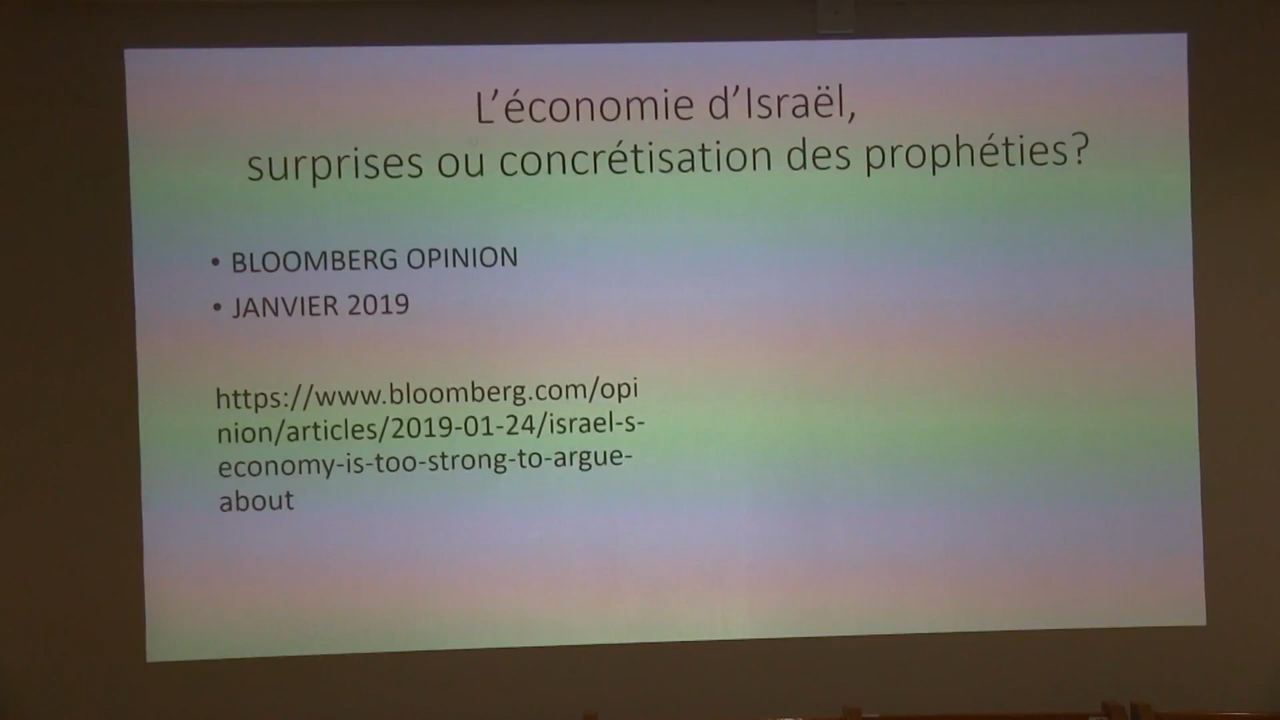 L’économie d’Israël,
surprises ou concrétisation des prophéties?
• BLOOMBERG OPINION
• JANVIER 2019
https://www.bloomberg.com/opi
nion/articles/2019-01-24/israel-s-
economy-is-too-strong-to-argue-
about